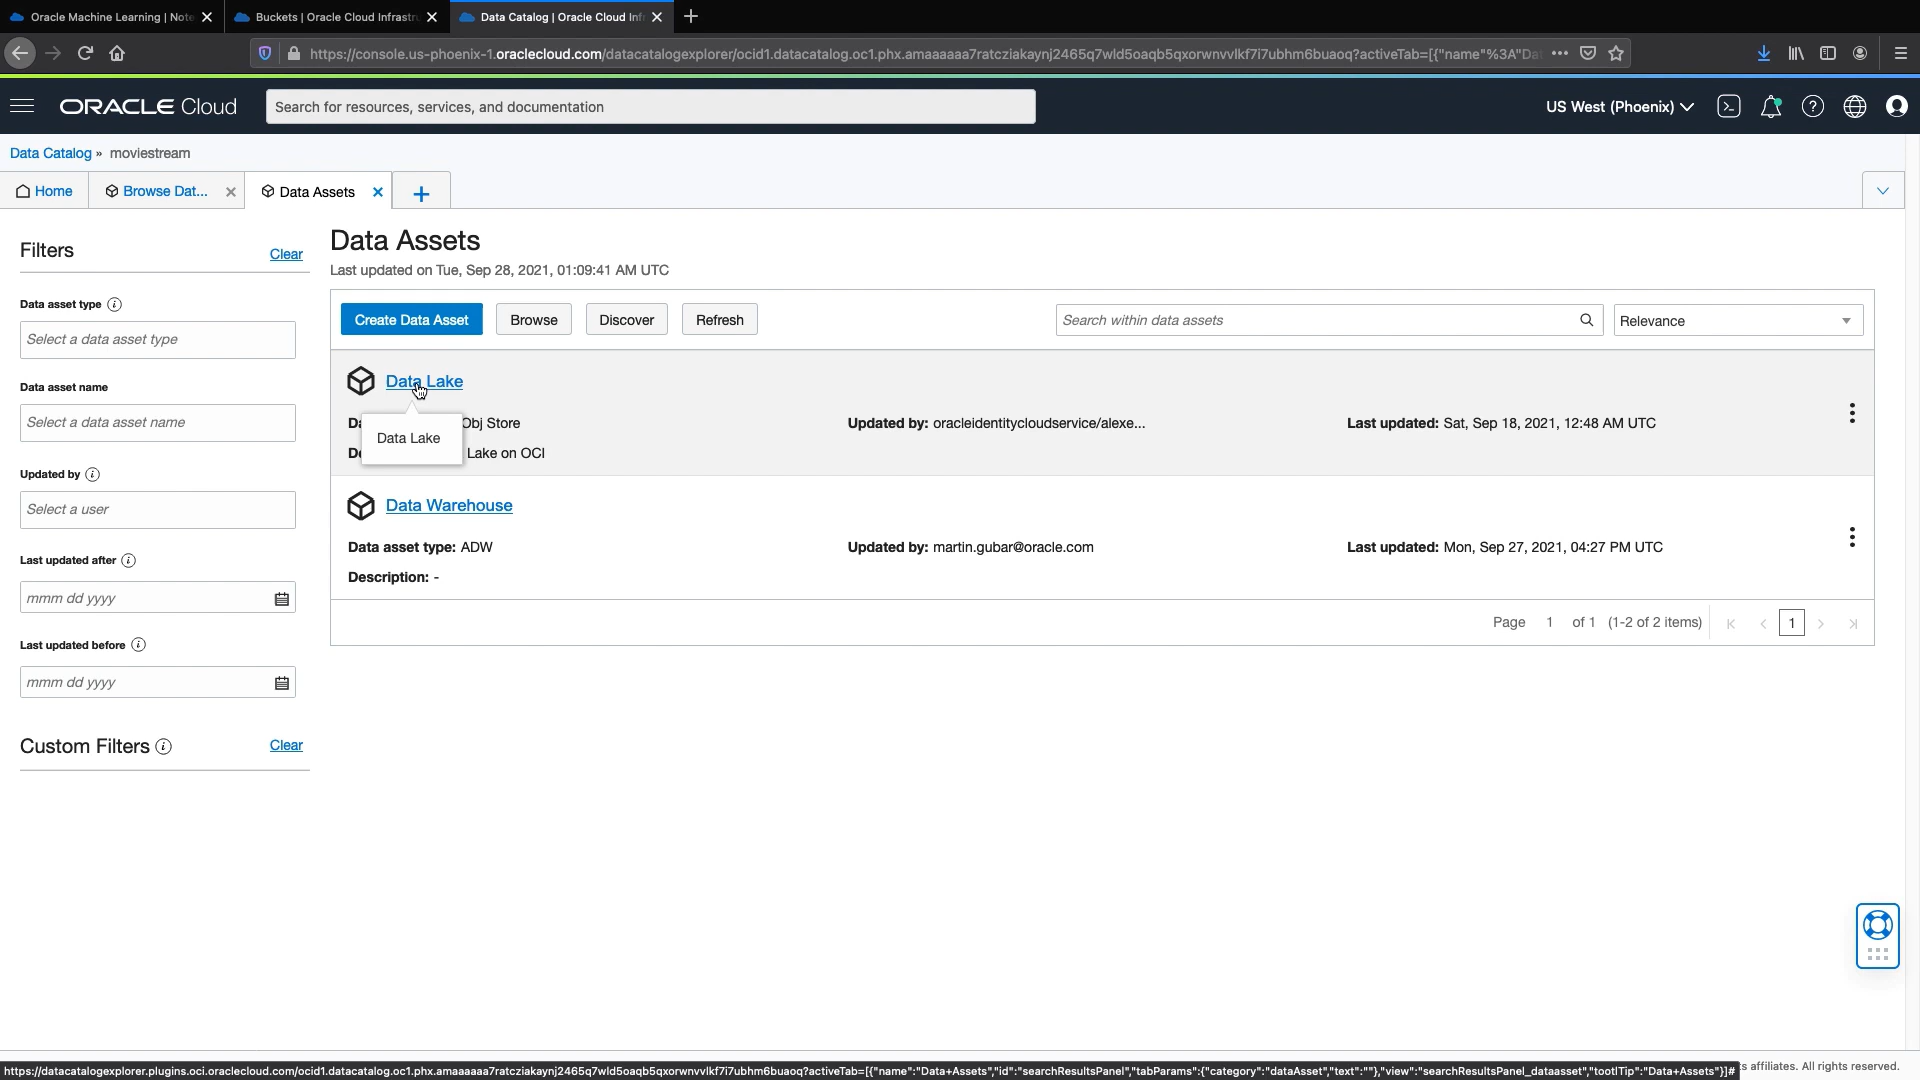 Oracle Machine Learning | Note
Buckets | Oracle Cloud Infrastru
Data Catalog | Oracle Cloud Inf
https://console.us-phoenix-1.oraclecloud.com/datacatalogexplorer/ocid1.datacatalog.oc1.phx.amaaaaaa7ratcziakaynj2465q7wld5oaqb5qxorwnvvlkf7i7ubhm6buaoq?activeTab=[{"name"%3A"Dat
ORACLE Cloud
Search for resources, services, and documentation
US West (Phoenix)
Data Catalog » moviestream
Home
Browse Dat...
Data Assets
Filters
Clear
Data asset type
Select a data asset type
Data asset name
Select a data asset name
Updated by
Select a user
Last updated after
mmm dd yyyy
Last updated before
mmm dd yyyy
Custom Filters
Clear
Data Assets
Last updated on Tue, Sep 28, 2021, 01:09:41 AM UTC
Create Data Asset
Browse
Discover
Refresh
Search within data assets
Relevance
Data Lake
Da
Obj Store
Updated by: oracleidentitycloudservice/alexe...
Last updated: Sat, Sep 18, 2021, 12:48 AM UTC
Data Lake
De
Lake on OCI
Data Warehouse
Data asset type: ADW
Updated by: martin.gubar@oracle.com
Last updated: Mon, Sep 27, 2021, 04:27 PM UTC
Description: -
Page 1 of 1 (1-2 of 2 items)
1
https://datacatalogexplorer.plugins.oci.oraclecloud.com/ocid1.datacatalog.oc1.phx.amaaaaaa7ratcziakaynj2465q7wld5oaqb5qxorwnvvlkf7i7ubhm6buaoq?activeTab=[{"name":"Data+Assets","id":"searchResultsPanel","tabParams":{"category":"dataAsset","text":""},"view":"searchResultsPanel_dataasset","tootlTip":"Data+Assets"}]#
s affiliates. All rights reserved.